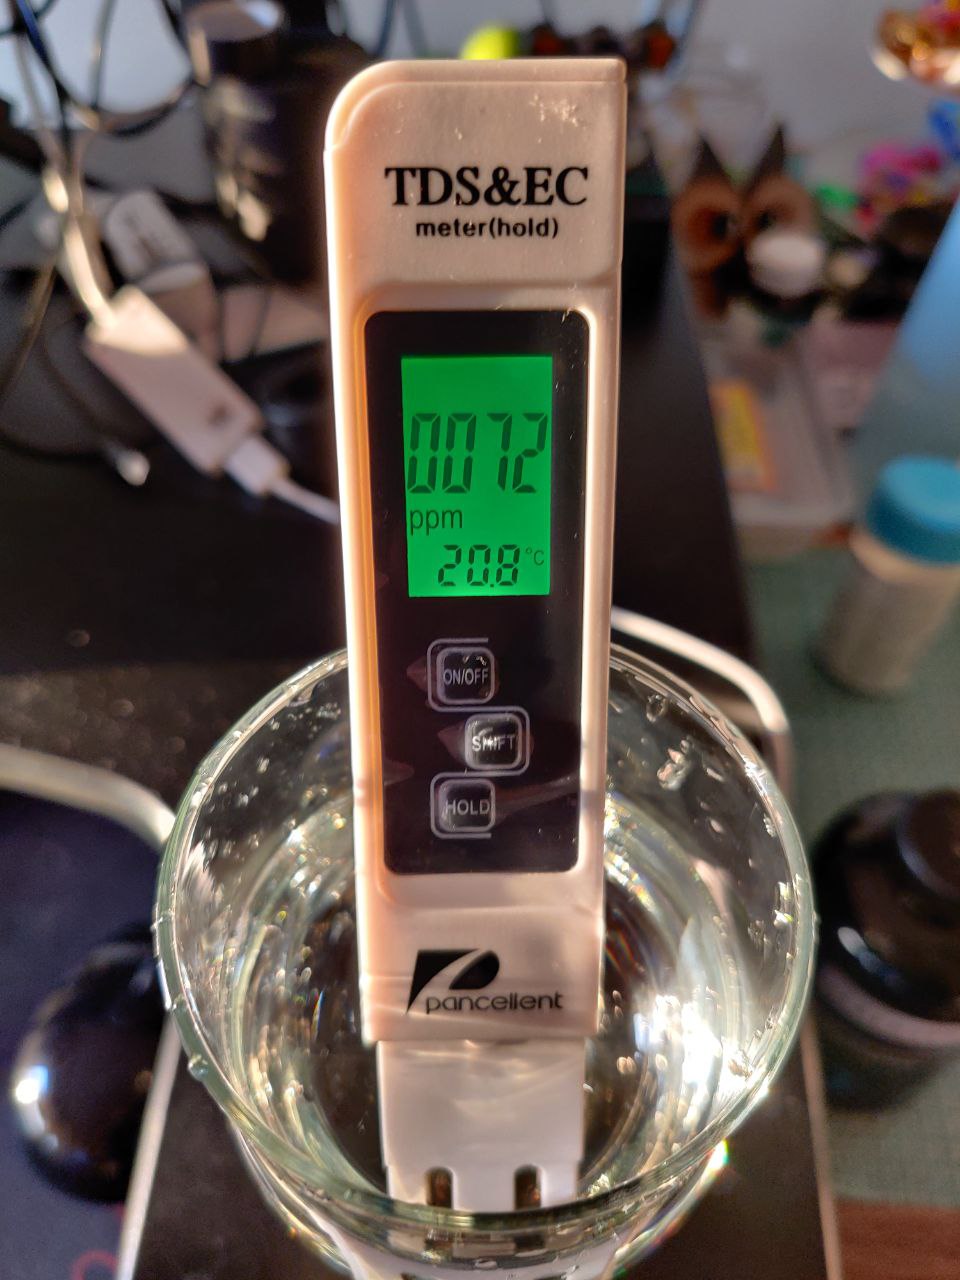 TDS&EC
meter(hold)
0072
ppm
20.8°C
ON/OFF
SHIFT
HOLD
pancellent